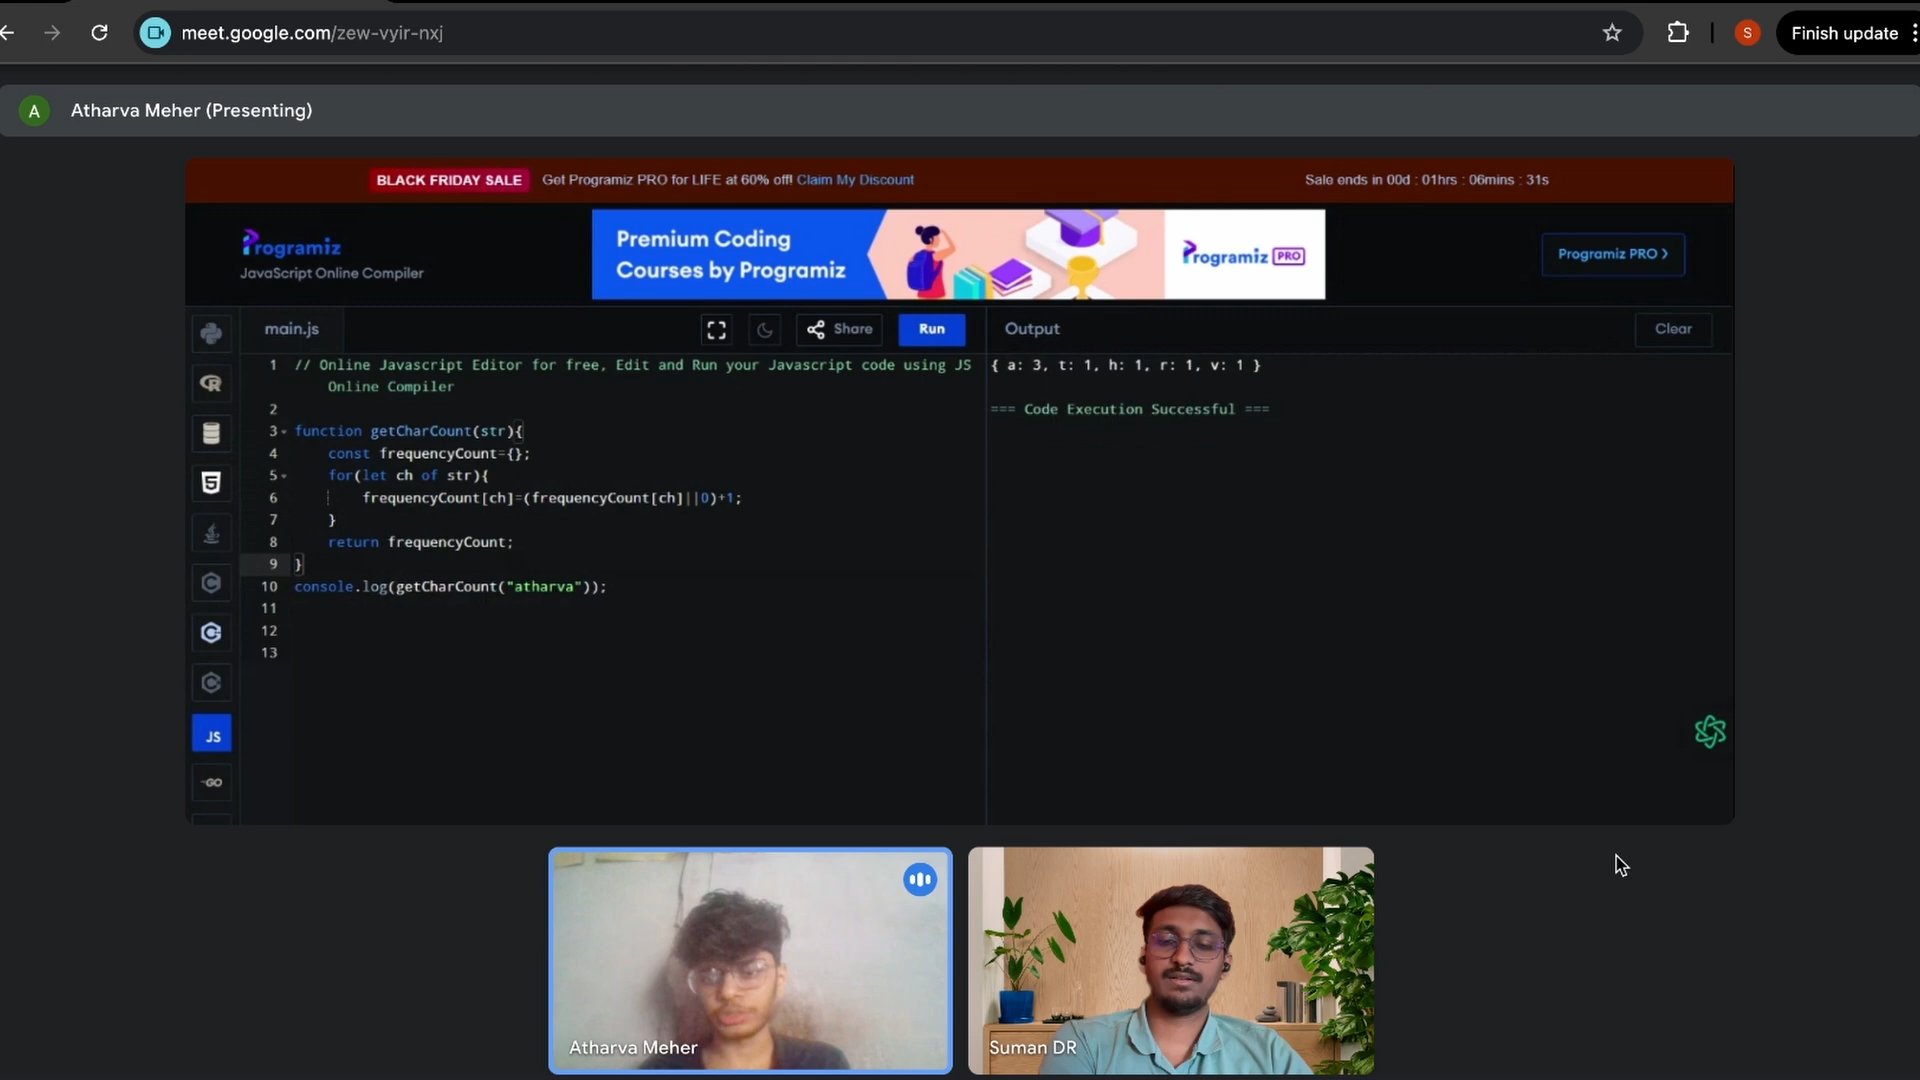 meet.google.com/zew-vyir-nxj
S
Finish update
A
Atharva Meher (Presenting)
BLACK FRIDAY SALE Get Programiz PRO for LIFE at 60% off! Claim My Discount
Sale ends in 00d : 01hrs : 06mins : 31s
Programiz
JavaScript Online Compiler
Premium Coding
Courses by Programiz
Programiz PRO
Programiz PRO
main.js
Share
Run
Output
Clear
1 // Online Javascript Editor for free, Edit and Run your Javascript code using JS
Online Compiler
2
3 function getCharCount(str){
4 const frequencyCount={};
5 for(let ch of str){
6 frequencyCount[ch]=(frequencyCount[ch]||0)+1;
7 }
8 return frequencyCount;
9 }
10 console.log(getCharCount("atharva"));
11
12
13
{ a: 3, t: 1, h: 1, r: 1, v: 1 }
=== Code Execution Successful ===
R
5
C
C
C
JS
GO
Atharva Meher
Suman DR